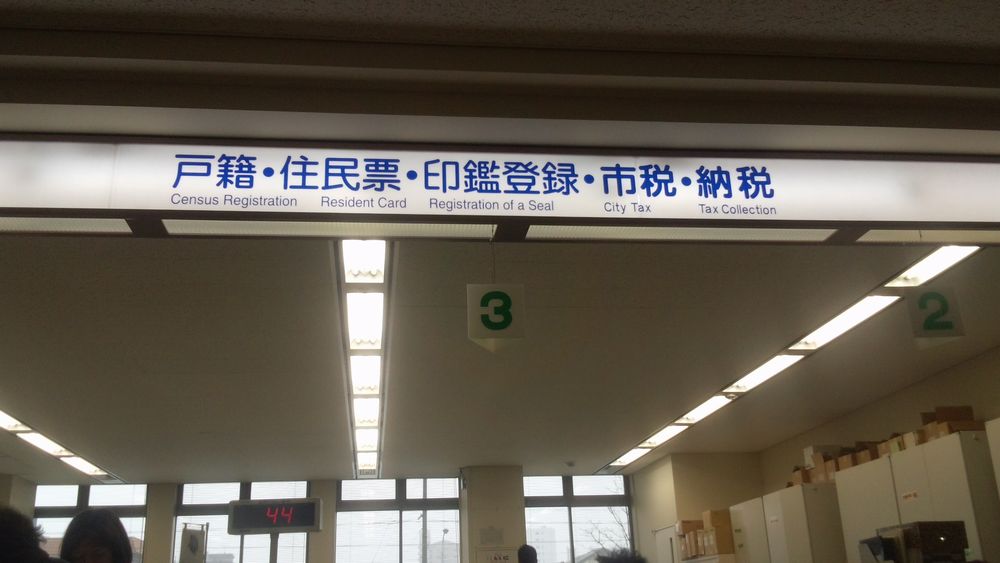 戸籍・住民票・印鑑登録・市税・納税
Census Registration Resident Card Registration of a Seal City Tax Tax Collection
3
2
44